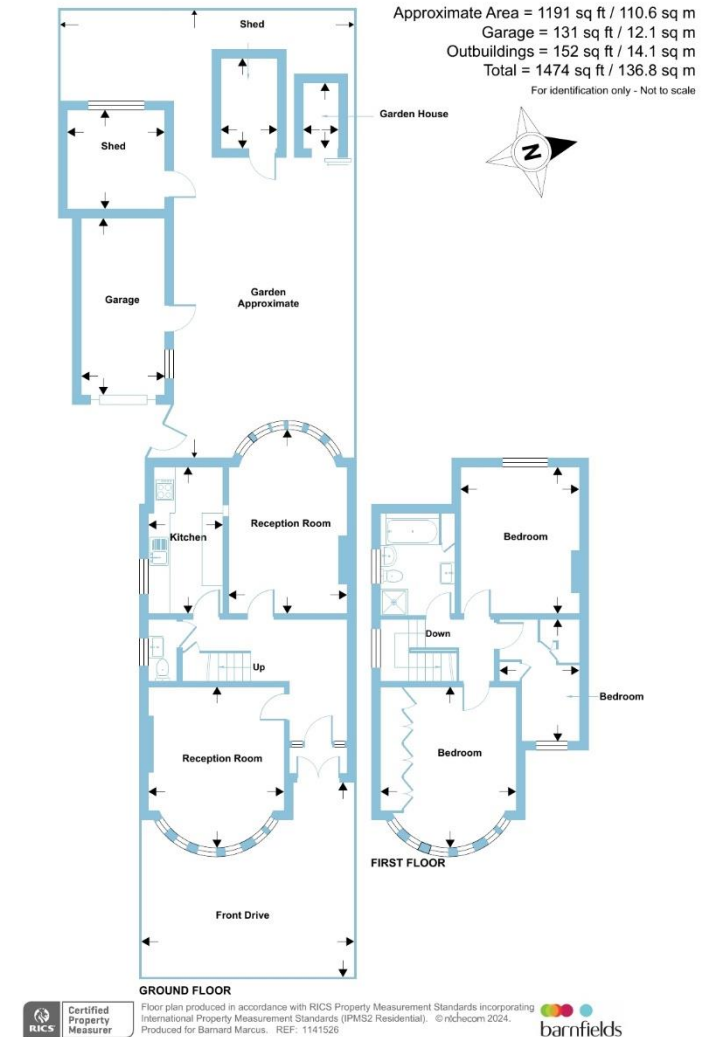 Approximate Area = 1191 sq ft / 110.6 sq m
Garage = 131 sq ft / 12.1 sq m
Outbuildings = 152 sq ft / 14.1 sq m
Total = 1474 sq ft / 136.8 sq m
For identification only - Not to scale
Shed
Garden House
N
Shed
Garage
Garden
Approximate
Kitchen
Reception Room
Bedroom
Down
Up
Bedroom
Reception Room
Bedroom
FIRST FLOOR
Front Drive
GROUND FLOOR
RICS
Certified
Property
Measurer
Floor plan produced in accordance with RICS Property Measurement Standards incorporating
International Property Measurement Standards (IPMS2 Residential). © ntchecom 2024.
Produced for Barnard Marcus. REF: 1141526
barnfields